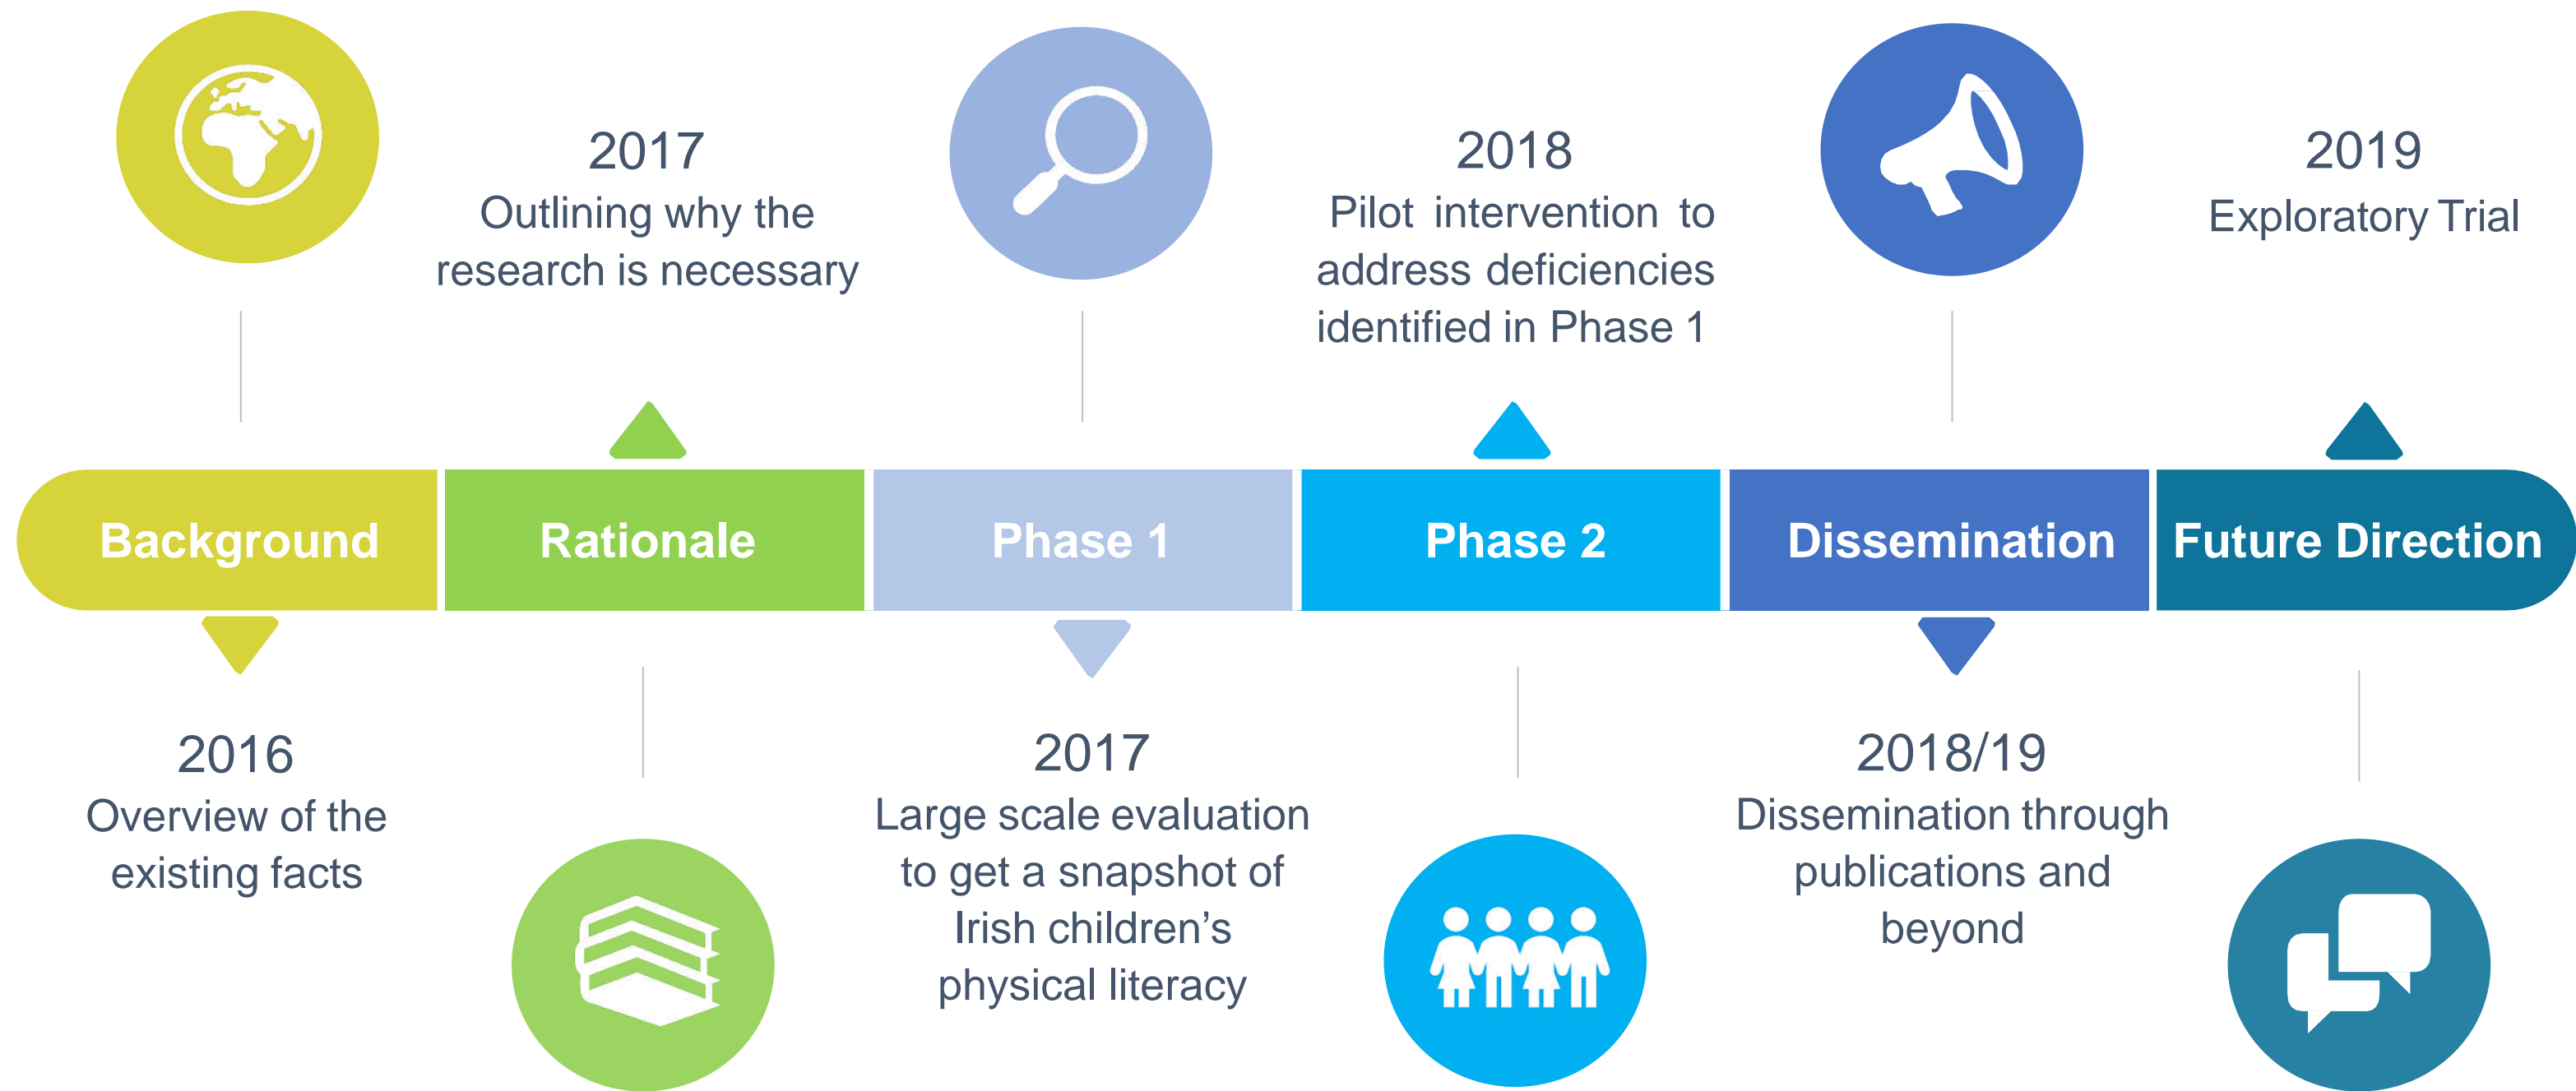 2017
Outlining why the
research is necessary
2018
Pilot intervention to
address deficiencies
identified in Phase 1
2019
Exploratory Trial
Background
Rationale
Phase 1
Phase 2
Dissemination
Future Direction
2016
Overview of the
existing facts
2017
Large scale evaluation
to get a snapshot of
Irish children’s
physical literacy
2018/19
Dissemination through
publications and
beyond